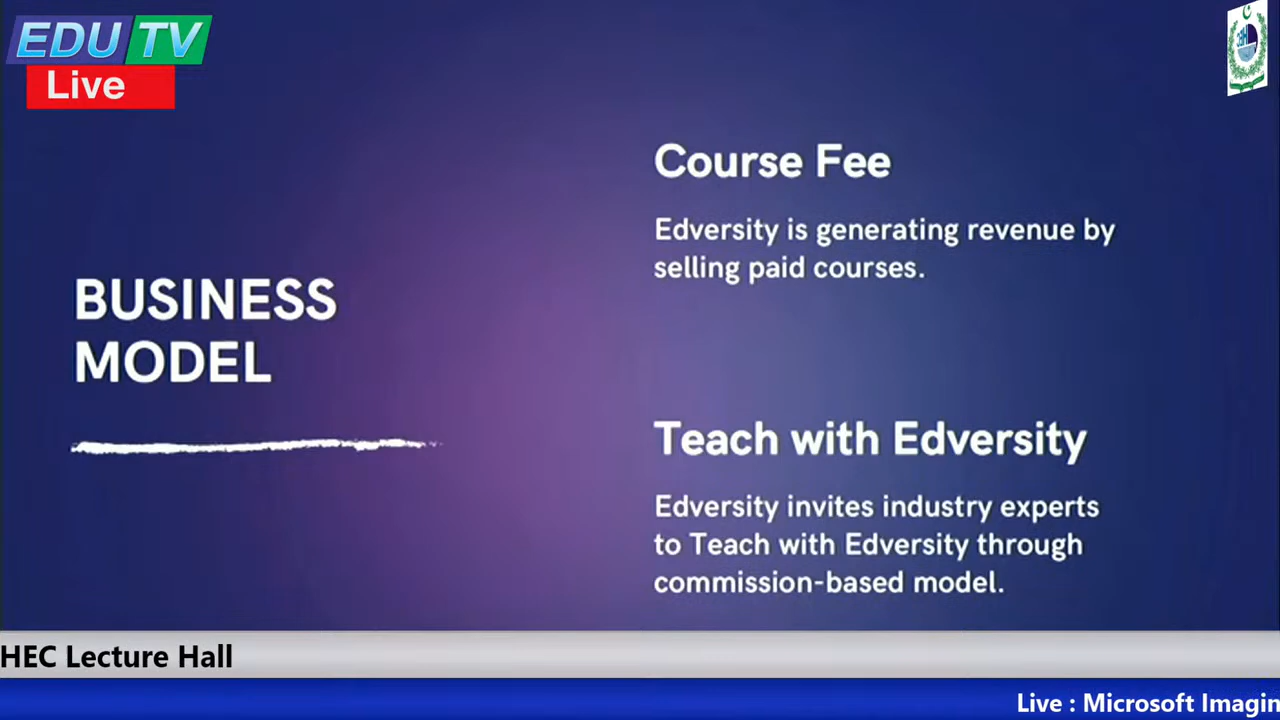 EDU TV
Live
BUSINESS
MODEL
Course Fee
Edversity is generating revenue by
selling paid courses.
Teach with Edversity
Edversity invites industry experts
to Teach with Edversity through
commission-based model.
HEC Lecture Hall
Live : Microsoft Imagin